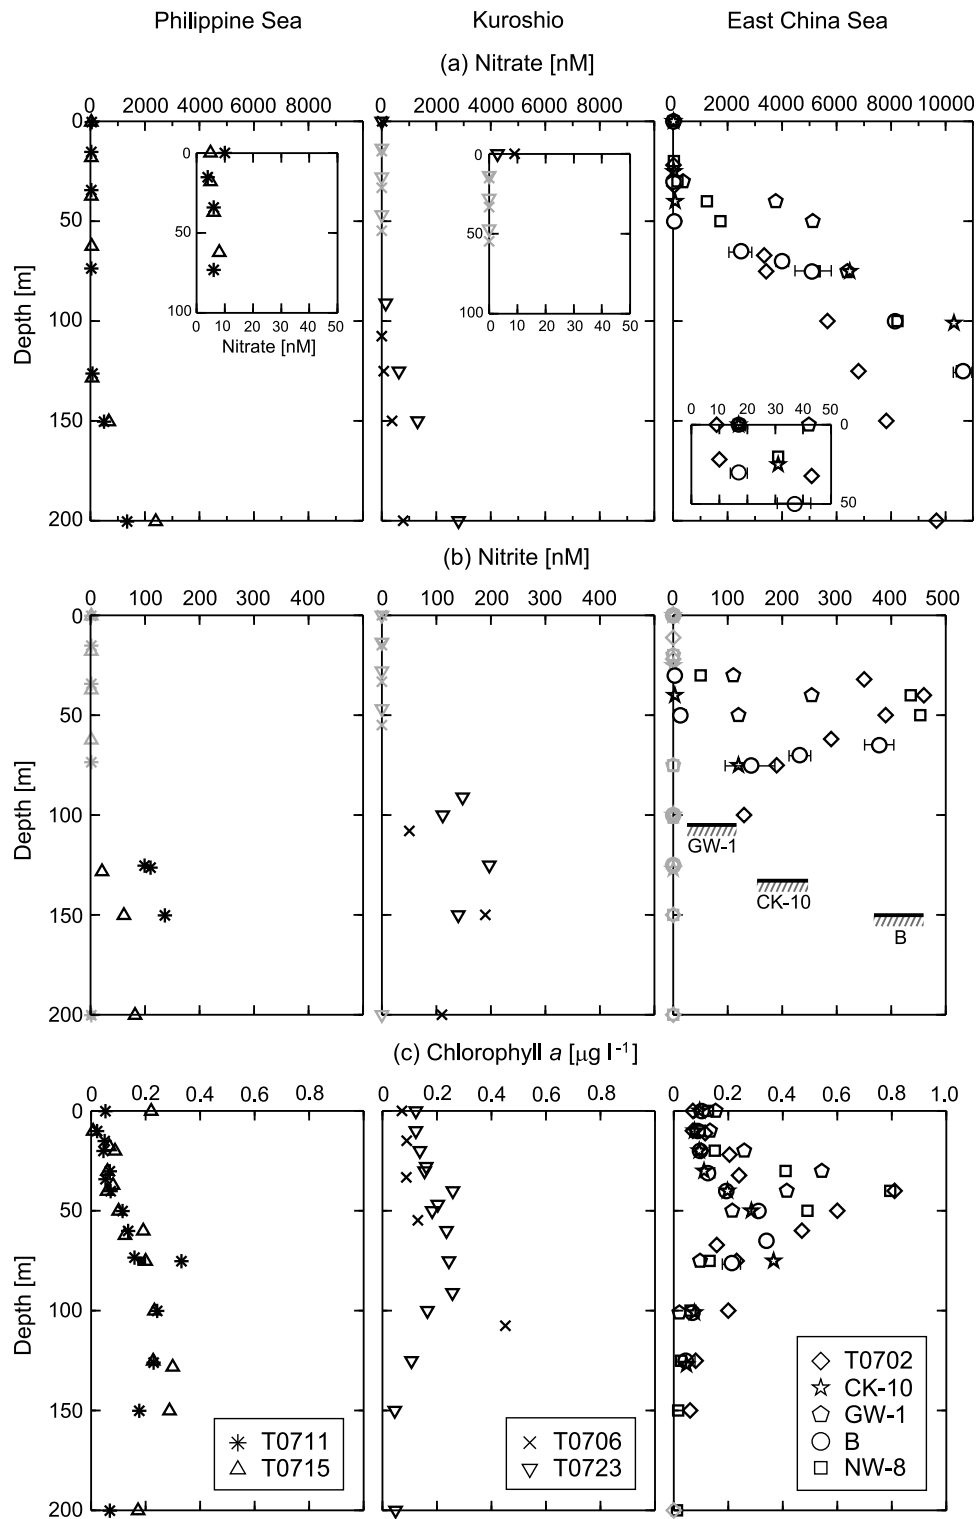 Philippine Sea Kuroshio East China Sea
(a) Nitrate [nM]
0 2000 4000 6000 8000 0 2000 4000 6000 8000 0 2000 4000 6000 8000 10000
0
50
100
150
200
Depth [m]
0
50
100
0 10 20 30 40 50
Nitrate [nM]
0
50
100
0 10 20 30 40 50
0 10 20 30 40 50
0
50
(b) Nitrite [nM]
0 100 200 300 400 0 100 200 300 400 0 100 200 300 400 500
0
50
100
150
200
Depth [m]
GW-1
CK-10
B
(c) Chlorophyll a [μg l-1]
0 0.2 0.4 0.6 0.8 0 0.2 0.4 0.6 0.8 0 0.2 0.4 0.6 0.8 1.0
0
50
100
150
200
Depth [m]
T0711
T0715
T0706
T0723
T0702
CK-10
GW-1
B
NW-8